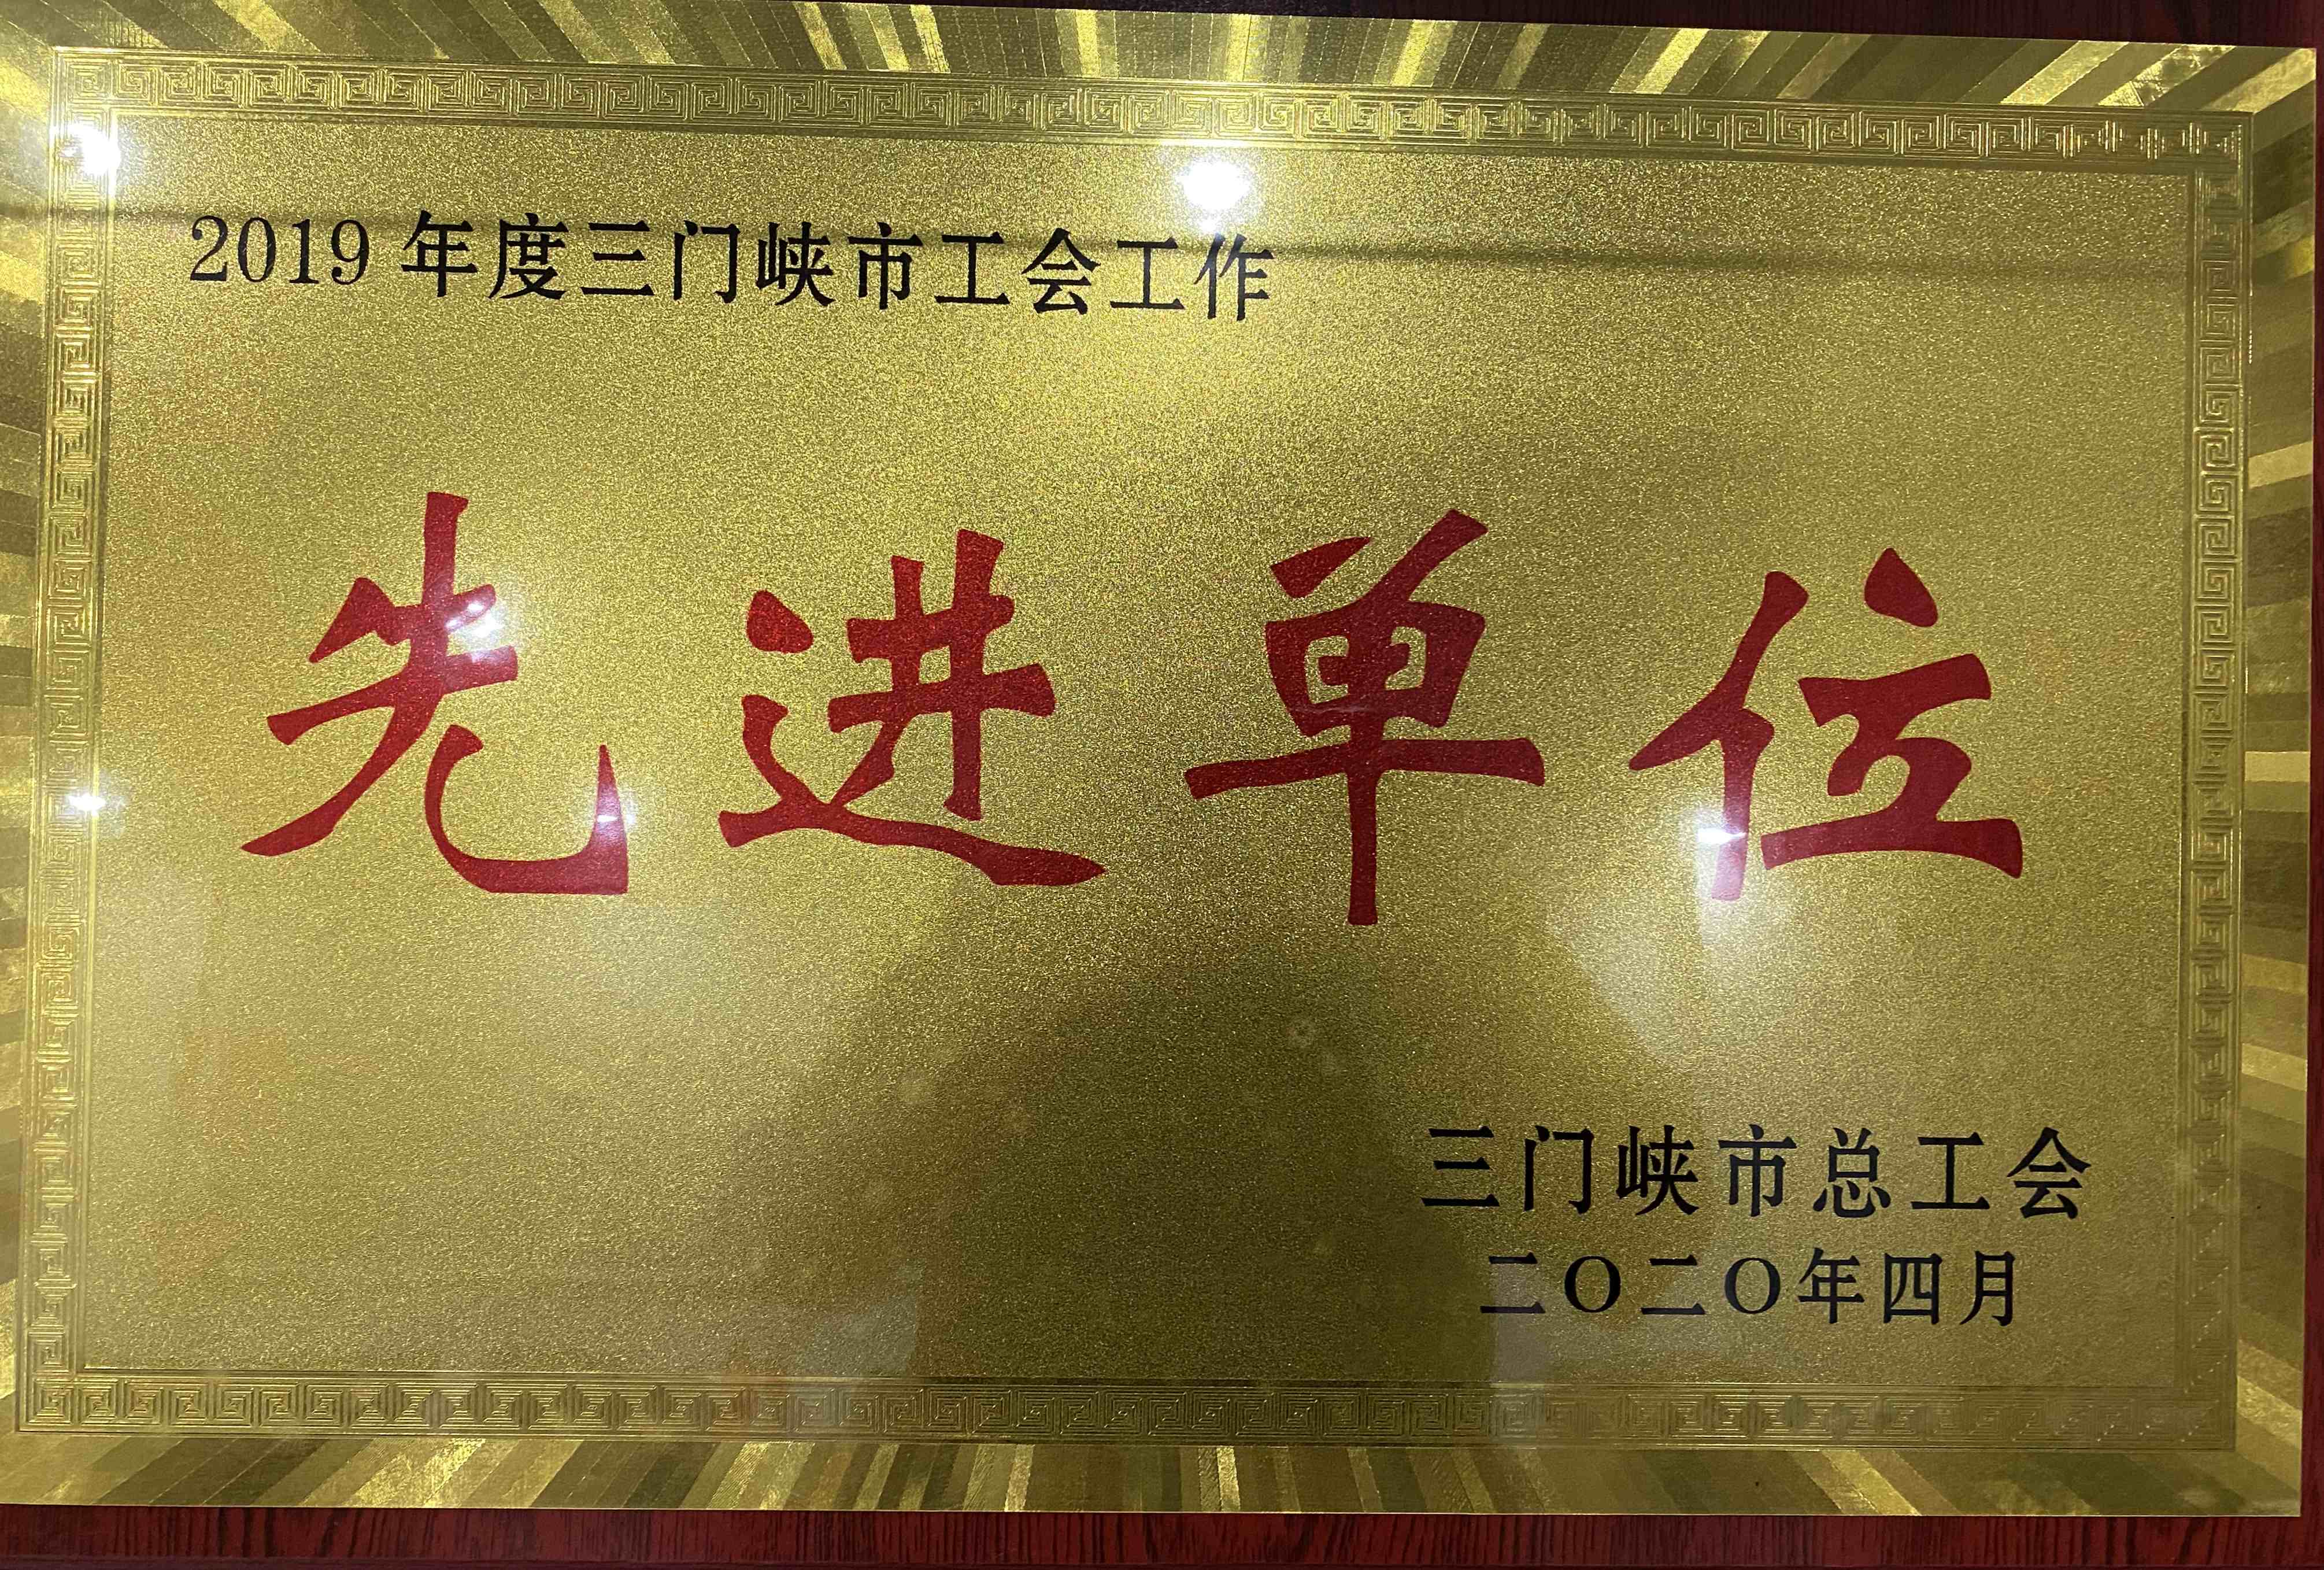 2019年度三门峡市工会工作
先进单位
三门峡市总工会
二〇二〇年四月